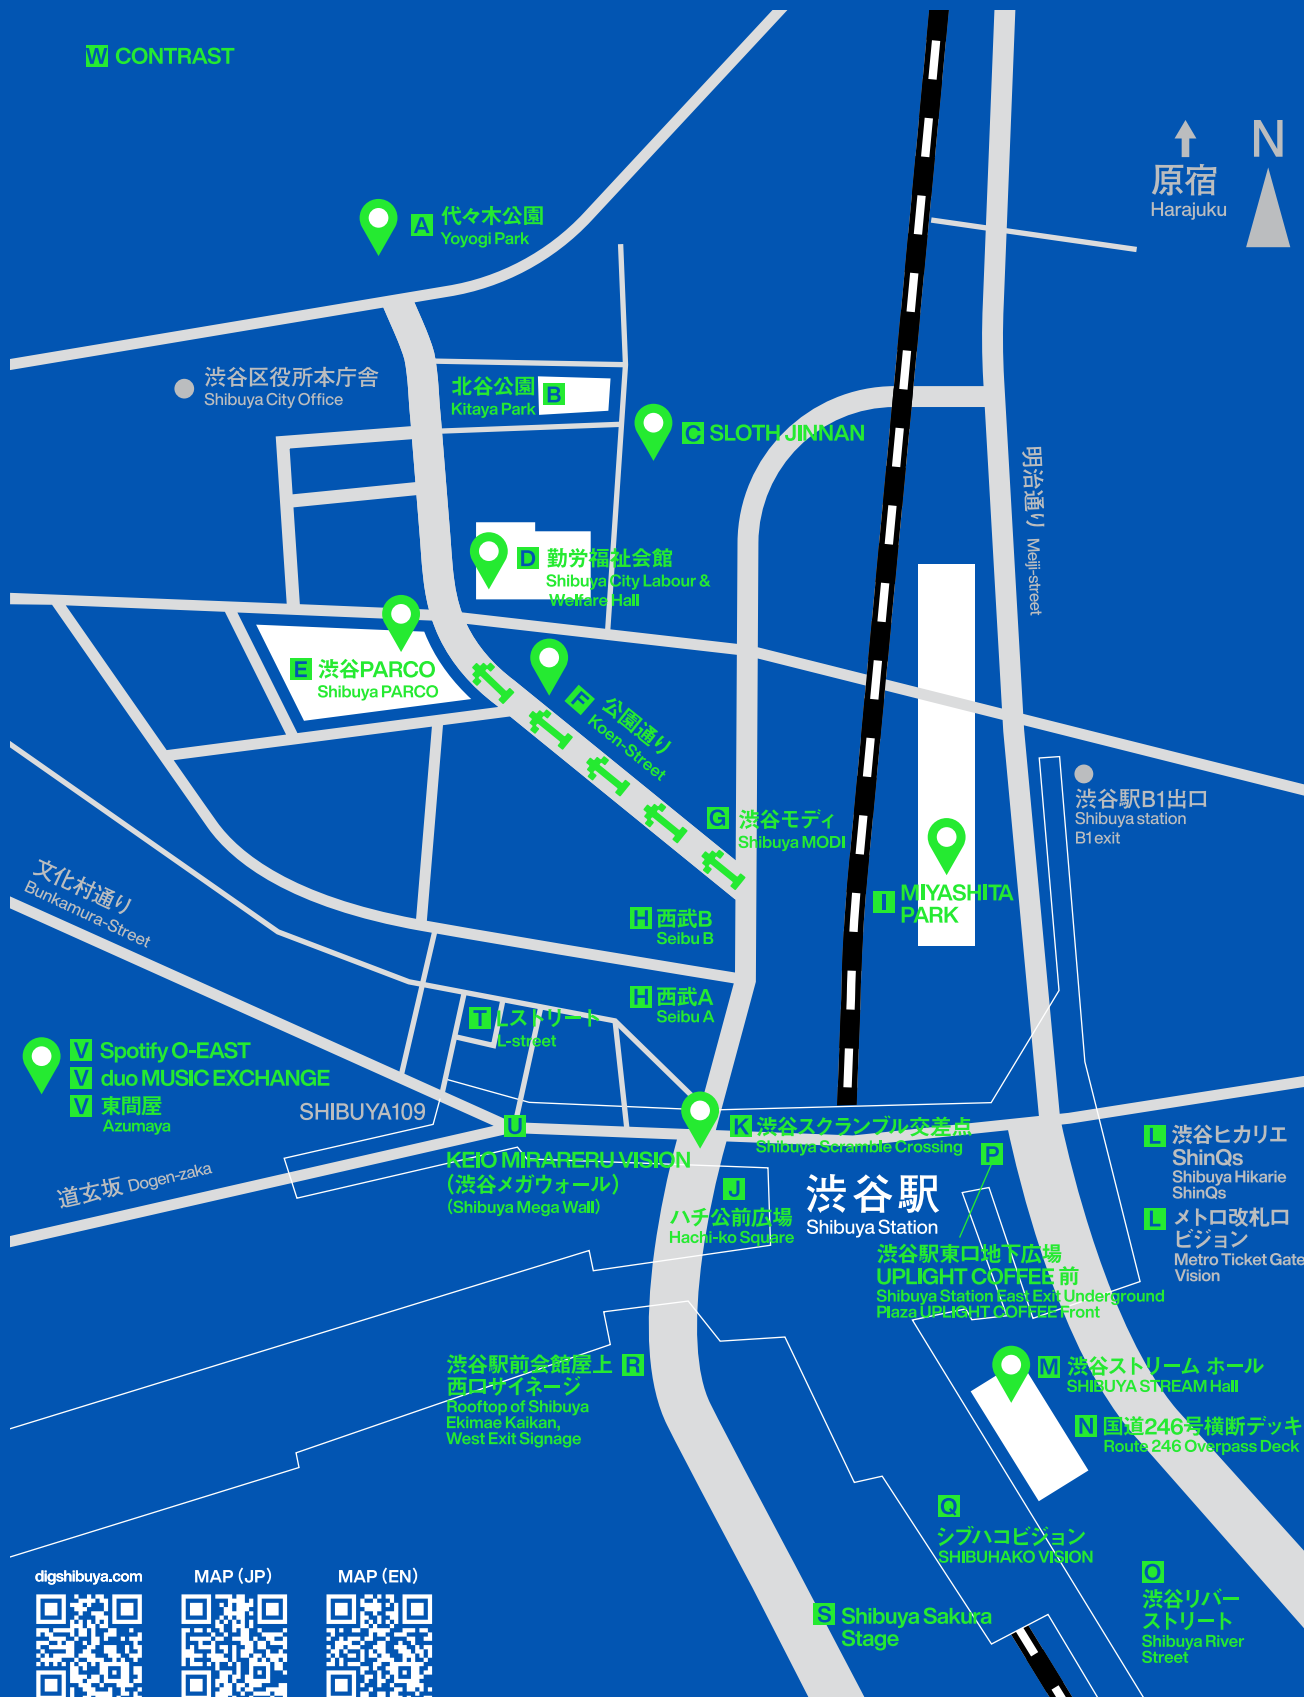 W CONTRAST
N
原宿
Harajuku
A 代々木公園
Yoyogi Park
渋谷区役所本庁舎
Shibuya City Office
北谷公園 B
Kitaya Park
C SLOTH JINNAN
明治通り Meiji-street
D 勤労福祉会館
Shibuya City Labour &
Welfare Hall
E 渋谷PARCO
Shibuya PARCO
F 公園通り
Koen-Street
渋谷駅B1出口
Shibuya station
B1 exit
G 渋谷モディ
Shibuya MODI
文化村通り
Bunkamura-Street
I MIYASHITA
PARK
H 西武B
Seibu B
H 西武A
Seibu A
T Lストリート
L-street
V Spotify O-EAST
V duo MUSIC EXCHANGE
V 東間屋
Azumaya
SHIBUYA109
U
KEIO MIRARERU VISION
（渋谷メガウォール）
(Shibuya Mega Wall)
K 渋谷スクランブル交差点
Shibuya Scramble Crossing
P
渋谷駅東口地下広場
UPLIGHT COFFEE 前
Shibuya Station East Exit Underground
Plaza UPLIGHT COFFEE Front
L 渋谷ヒカリエ
ShinQs
Shibuya Hikarie
ShinQs
L メトロ改札口
ビジョン
Metro Ticket Gate
Vision
道玄坂 Dogen-zaka
J
ハチ公前広場
Hachi-ko Square
渋谷駅
Shibuya Station
渋谷駅前会館屋上 R
西口サイネージ
Rooftop of Shibuya
Ekimae Kaikan,
West Exit Signage
M 渋谷ストリーム ホール
SHIBUYA STREAM Hall
N 国道246号横断デッキ
Route 246 Overpass Deck
Q
シブハコビジョン
SHIBUHAKO VISION
O
渋谷リバー
ストリート
Shibuya River
Street
S Shibuya Sakura
Stage
digshibuya.com
MAP (JP)
MAP (EN)